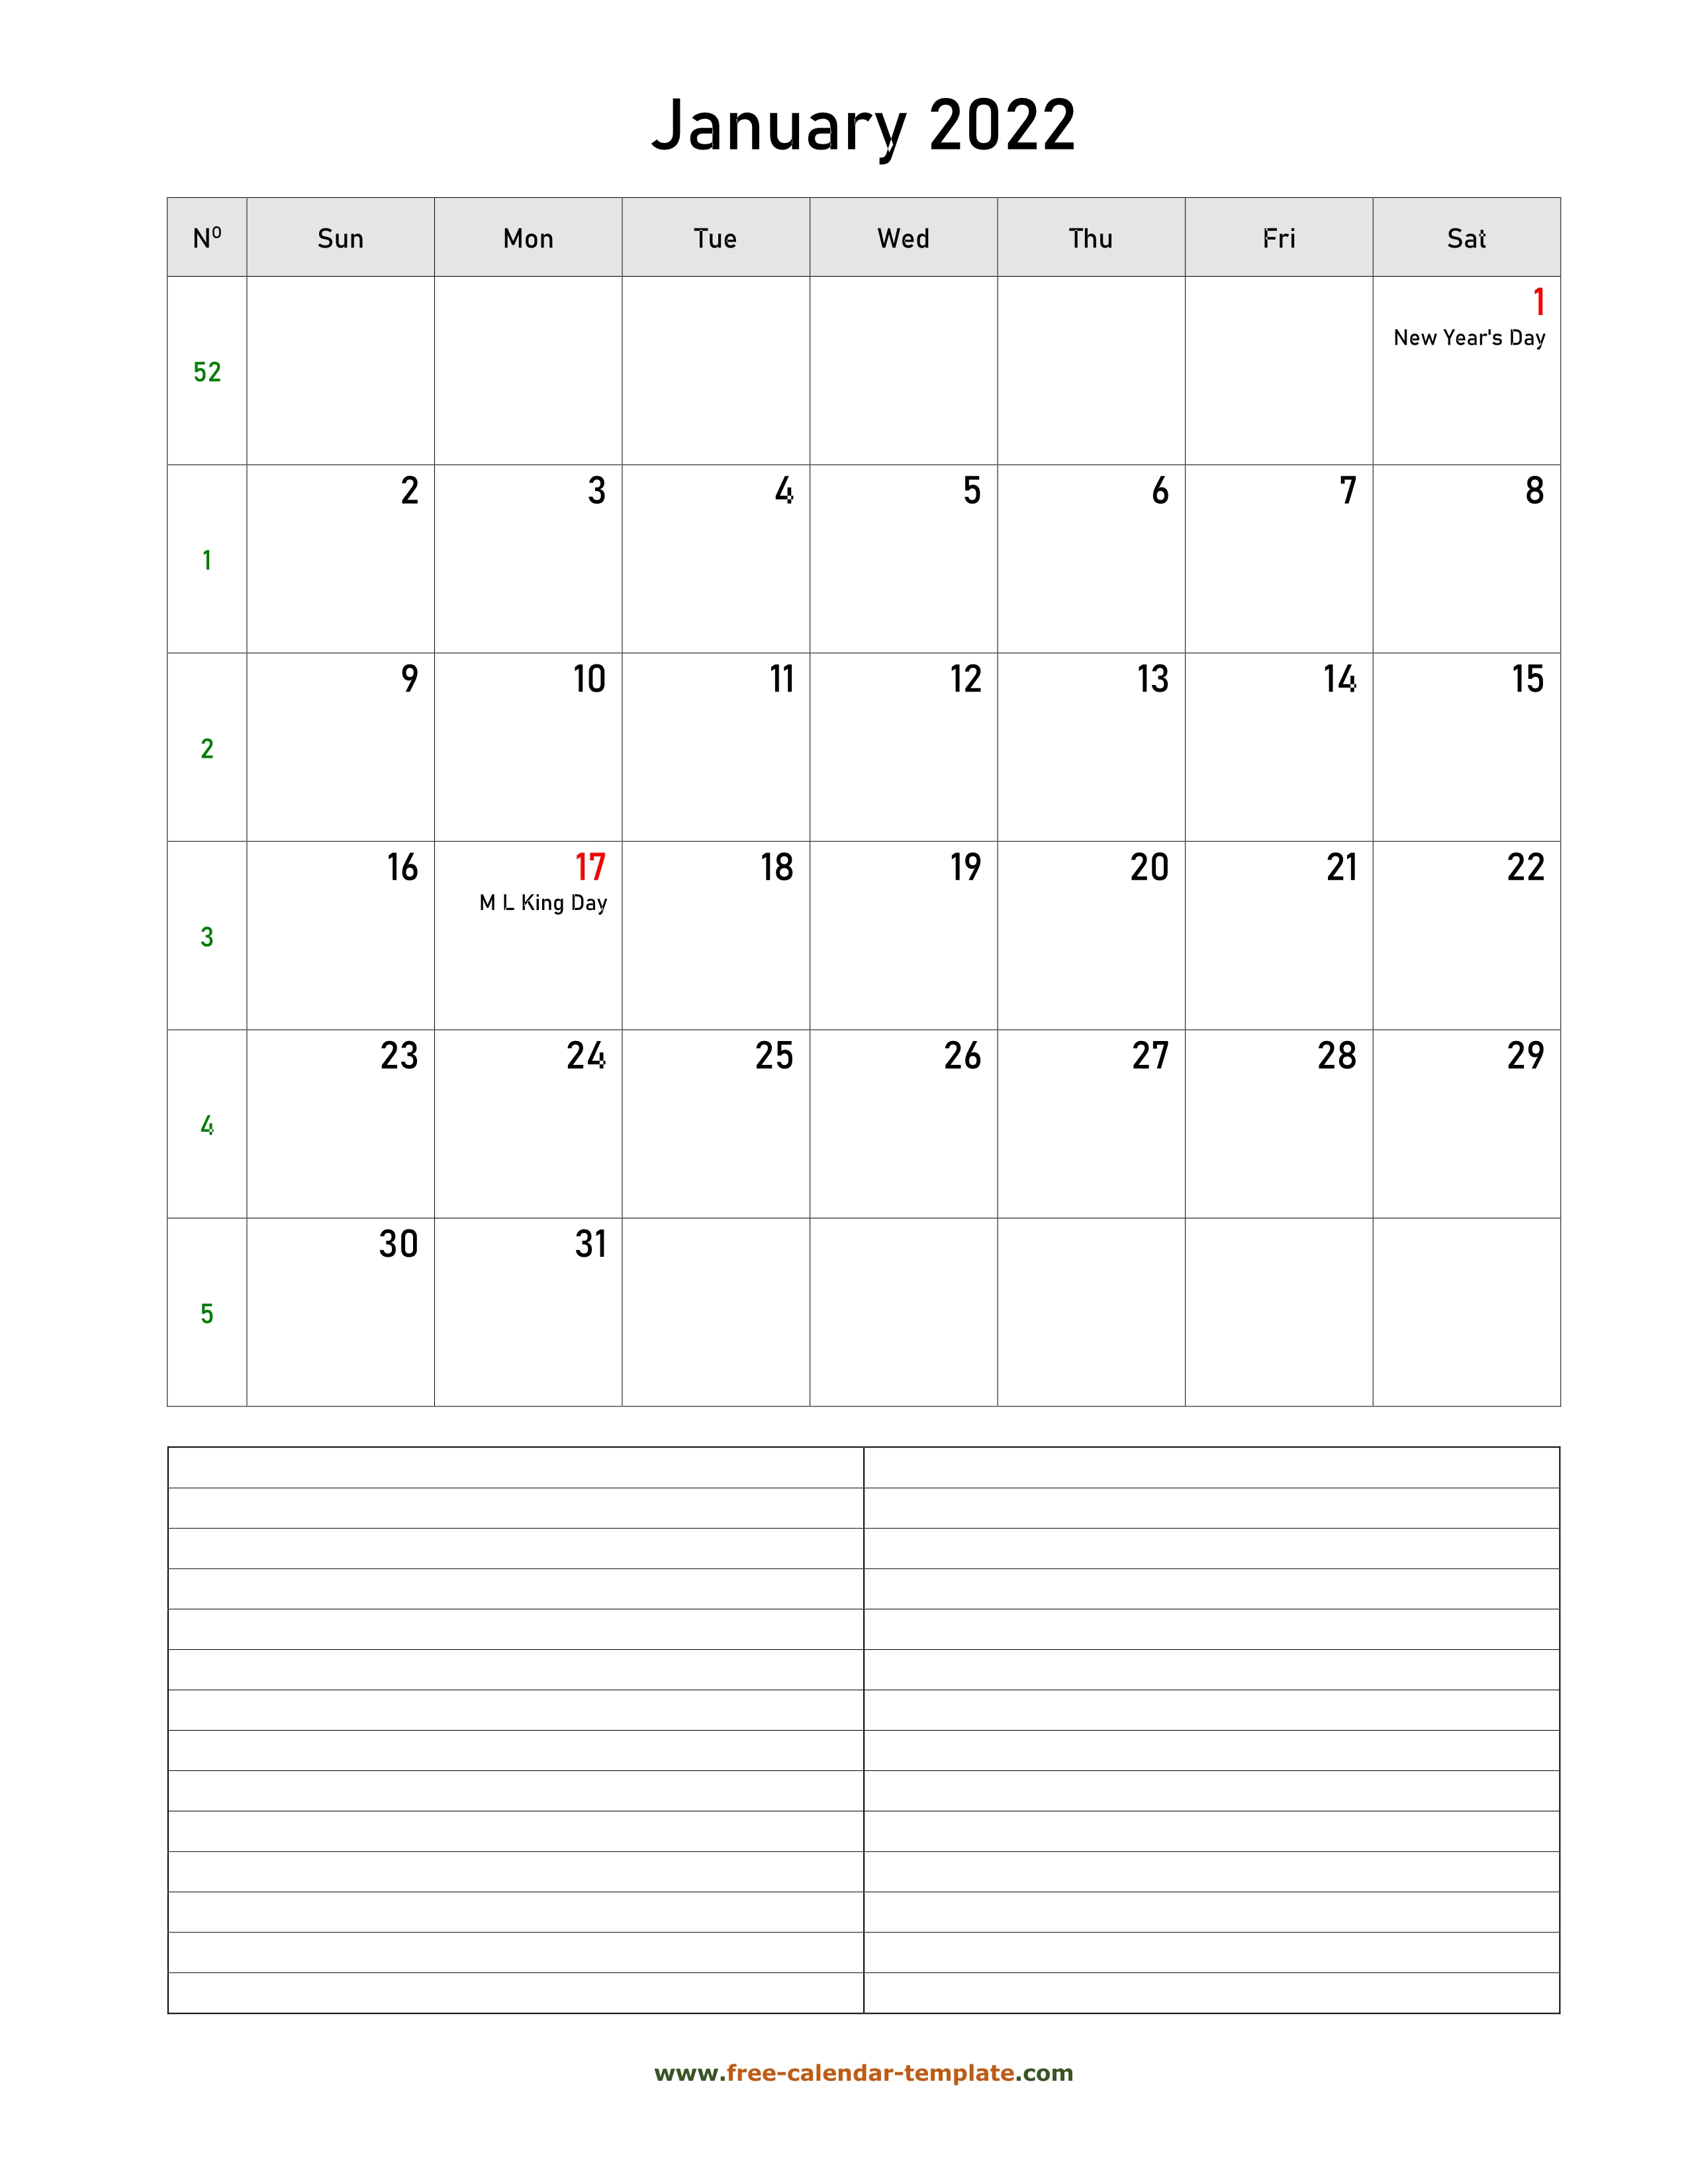 January 2022
Nº Sun Mon Tue Wed Thu Fri Sat
1
New Year's Day
52
2 3 4 5 6 7 8
1
9 10 11 12 13 14 15
2
16 17 18 19 20 21 22
M L King Day
3
23 24 25 26 27 28 29
4
30 31
5
www.free-calendar-template.com